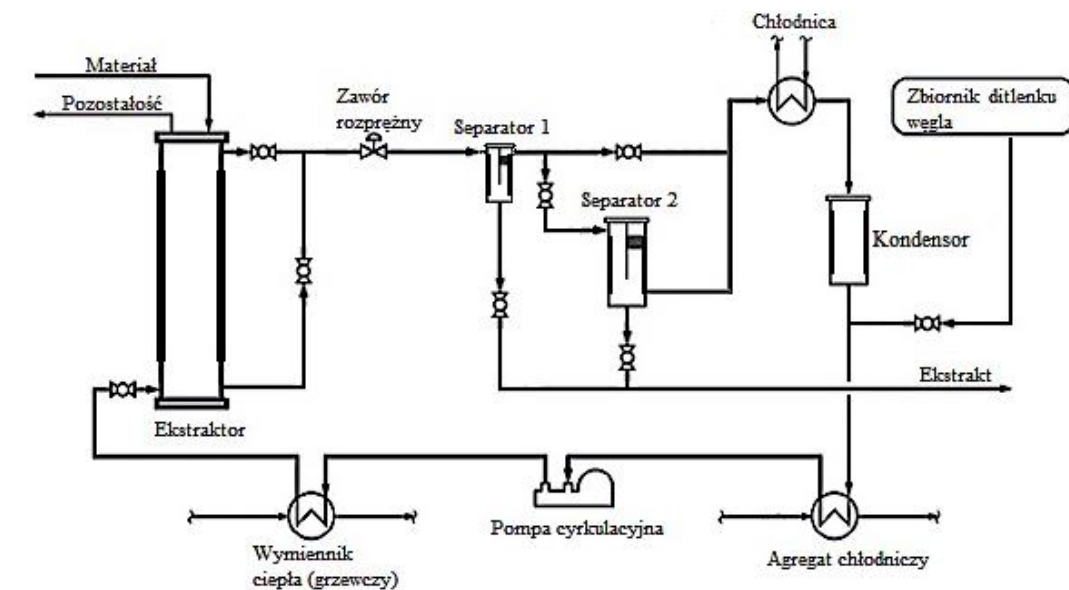 Chłodnica
Materiał
Pozostałość
Zawór
rozprężny
Separator 1
Zbiornik ditlenku
węgla
Separator 2
Kondensor
Ekstrakt
Ekstraktor
Pompa cyrkulacyjna
Wymiennik
ciepła (grzewczy)
Agregat chłodniczy